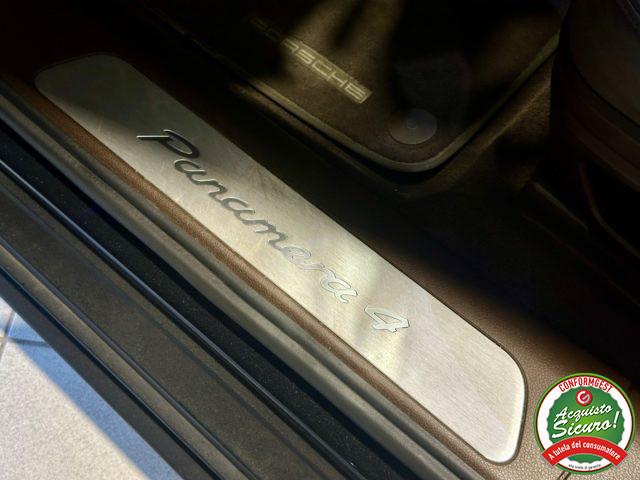 PORSCHE
Panamera 4
CONFORMGEST
Acquisto
Sicuro!
A tutela del consumatore